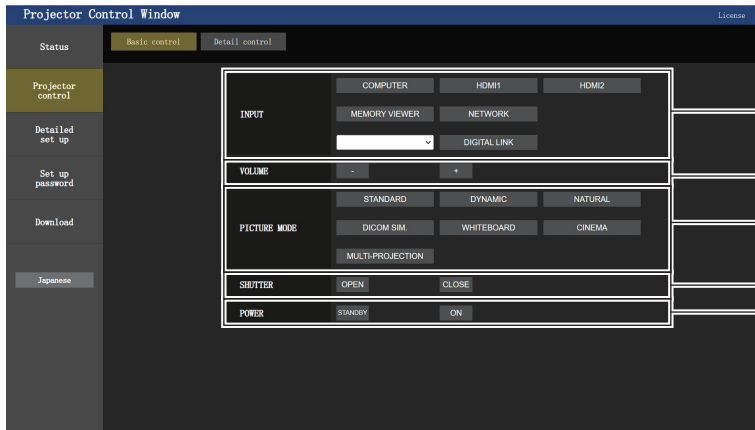 Projector Control Window
License
Status
Basic control
Detail control
Projector
control
Detailed
set up
Set up
password
Download
Japanese
INPUT
COMPUTER
HDMI1
HDMI2
MEMORY VIEWER
NETWORK
DIGITAL LINK
VOLUME
-
+
PICTURE MODE
STANDARD
DYNAMIC
NATURAL
DICOM SIM.
WHITEBOARD
CINEMA
MULTI-PROJECTION
SHUTTER
OPEN
CLOSE
POWER
STANDBY
ON